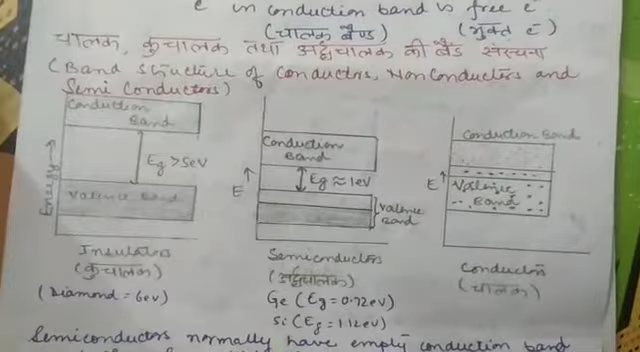 e⁻ in conduction band is free e⁻
(चालक बैण्ड) (मुक्त e⁻)
चालक, कुचालक तथा अर्द्धचालक की बैंड संरचना
(Band Structure of Conductors, Nonconductors and
Semi Conductors)
Conduction
Band
Eg > 5eV
Valence Band
Energy →
Insulators
(कुचालक)
(Diamond = 6eV)
Conduction
Band
Eg ≈ 1eV
E
Valence
Band
Semiconductors
(अर्द्धचालक)
Ge (Eg = 0.72eV)
Si (Eg = 1.12eV)
Conduction Band
E
Valence
Band
Conductors
(चालक)
Semiconductors normally have empty conduction band